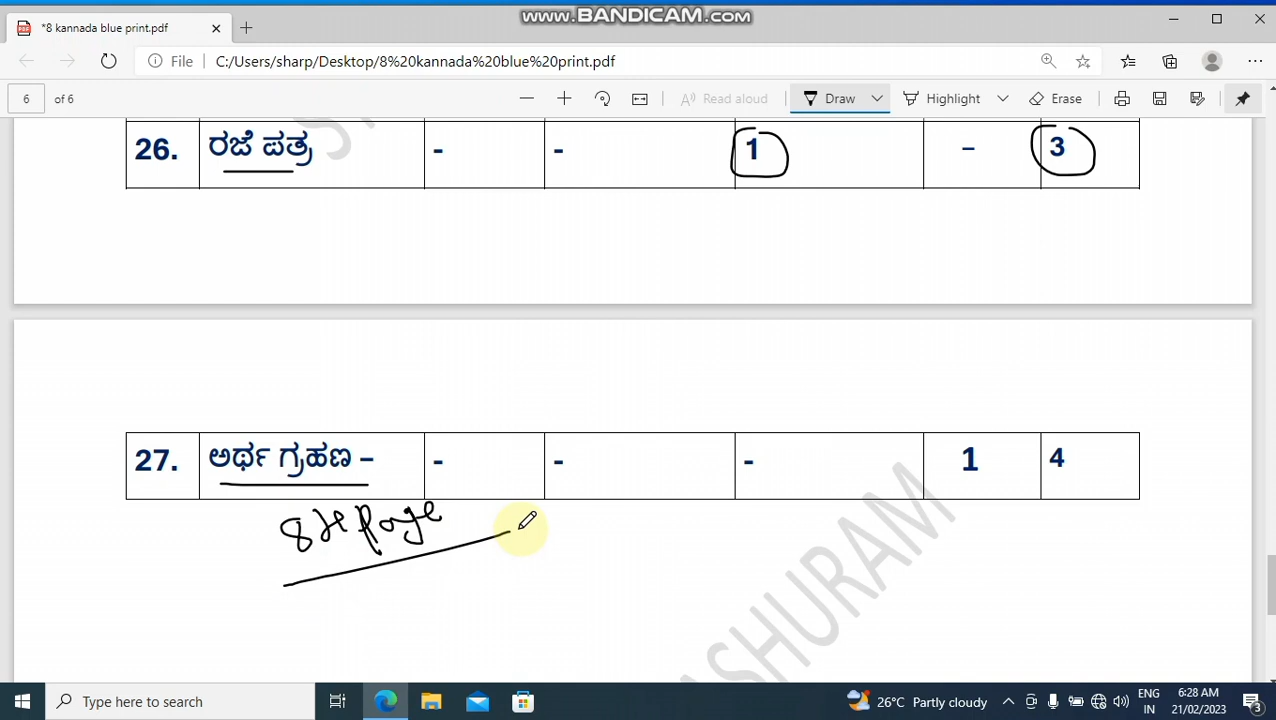 www.BANDICAM.com
*8 kannada blue print.pdf
File C:/Users/sharp/Desktop/8%20kannada%20blue%20print.pdf
6 of 6 Read aloud Draw Highlight Erase
26. ರಜೆ ಪತ್ರ - - 1 – 3
27. ಅರ್ಥ ಗ್ರಹಣ – - - - 1 4
page
ASHURAM
Type here to search
26°C Partly cloudy
ENG
IN
6:28 AM
21/02/2023
3